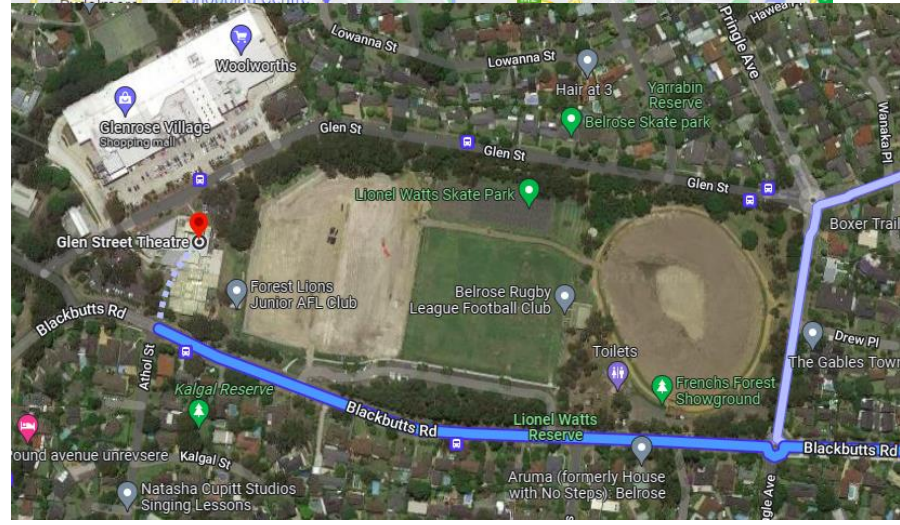 Lowanna St
Lowanna St
Pringle Ave
Woolworths
Hair at 3
Yarrabin
Reserve
Glenrose Village
Shopping mall
Glen St
Belrose Skate park
Wanaka Pl
Glen St
Lionel Watts Skate Park
Glen St
Glen Street Theatre
Boxer Trail
Forest Lions
Junior AFL Club
Belrose Rugby
League Football Club
Blackbutts Rd
Drew Pl
Toilets
The Gables Town
Athol St
Kalgal Reserve
Frenchs Forest
Showground
Blackbutts Rd
Lionel Watts
Reserve
Blackbutts Rd
ound avenue unrevsere
Kalgal St
Aruma (formerly House
with No Steps): Belrose
Natasha Cupitt Studios
Singing Lessons
gle Ave